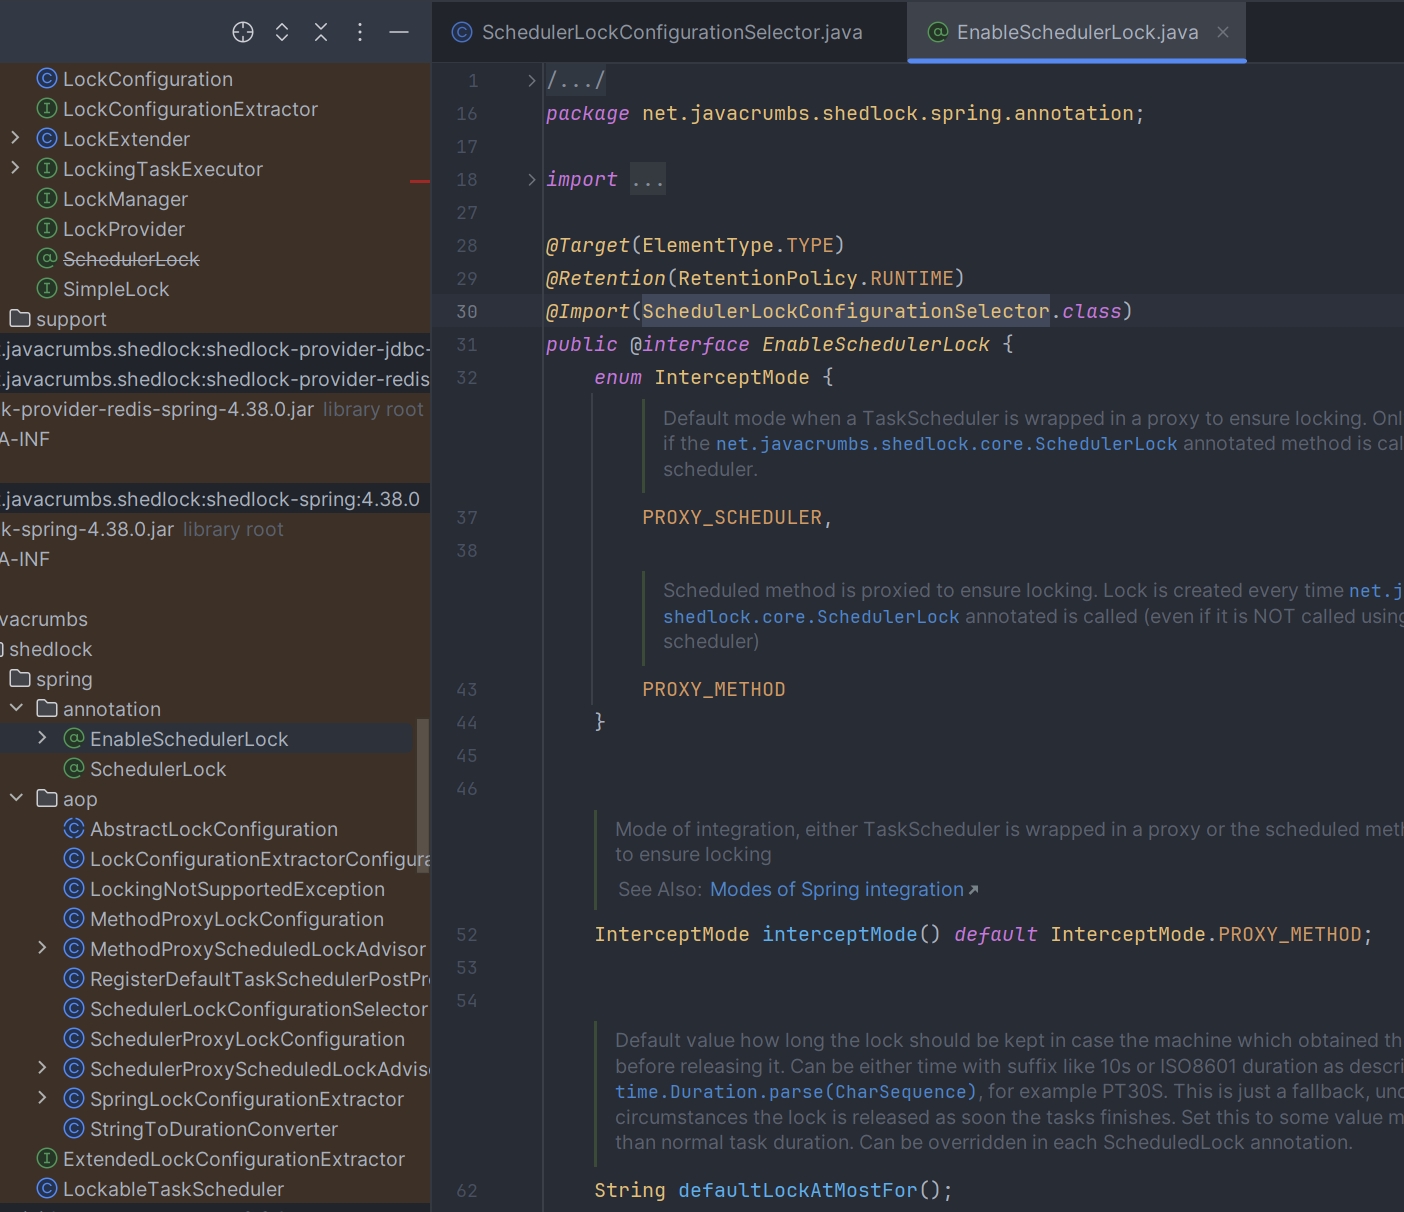 LockConfiguration
LockConfigurationExtractor
LockExtender
LockingTaskExecutor
LockManager
LockProvider
SchedulerLock
SimpleLock
support
.javacrumbs.shedlock:shedlock-provider-jdbc-
.javacrumbs.shedlock:shedlock-provider-redis
k-provider-redis-spring-4.38.0.jar library root
A-INF
.javacrumbs.shedlock:shedlock-spring:4.38.0
k-spring-4.38.0.jar library root
A-INF
vacrumbs
shedlock
spring
annotation
EnableSchedulerLock
SchedulerLock
aop
AbstractLockConfiguration
LockConfigurationExtractorConfigura
LockingNotSupportedException
MethodProxyLockConfiguration
MethodProxyScheduledLockAdvisor
RegisterDefaultTaskSchedulerPostPr
SchedulerLockConfigurationSelector
SchedulerProxyLockConfiguration
SchedulerProxyScheduledLockAdvis
SpringLockConfigurationExtractor
StringToDurationConverter
ExtendedLockConfigurationExtractor
LockableTaskScheduler
SchedulerLockConfigurationSelector.java
EnableSchedulerLock.java
1 /.../
16 package net.javacrumbs.shedlock.spring.annotation;
17
18 import ...
27
28 @Target(ElementType.TYPE)
29 @Retention(RetentionPolicy.RUNTIME)
30 @Import(SchedulerLockConfigurationSelector.class)
31 public @interface EnableSchedulerLock {
32 enum InterceptMode {
Default mode when a TaskScheduler is wrapped in a proxy to ensure locking. Onl
if the net.javacrumbs.shedlock.core.SchedulerLock annotated method is cal
scheduler.
37 PROXY_SCHEDULER,
38
Scheduled method is proxied to ensure locking. Lock is created every time net.j
shedlock.core.SchedulerLock annotated is called (even if it is NOT called using
scheduler)
43 PROXY_METHOD
44 }
45
46
Mode of integration, either TaskScheduler is wrapped in a proxy or the scheduled met
to ensure locking
See Also: Modes of Spring integration
52 InterceptMode interceptMode() default InterceptMode.PROXY_METHOD;
53
54
Default value how long the lock should be kept in case the machine which obtained th
before releasing it. Can be either time with suffix like 10s or ISO8601 duration as descri
time.Duration.parse(CharSequence), for example PT30S. This is just a fallback, und
circumstances the lock is released as soon the tasks finishes. Set this to some value m
than normal task duration. Can be overridden in each ScheduledLock annotation.
62 String defaultLockAtMostFor();